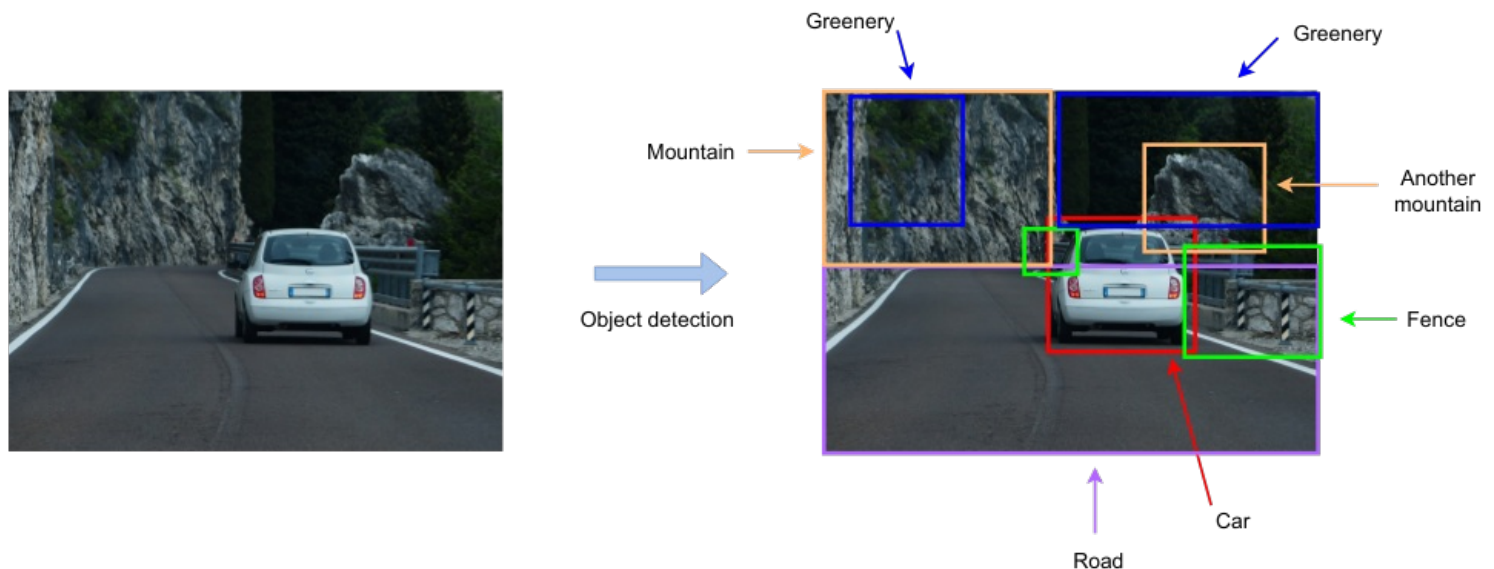 Greenery
Greenery
Mountain
Another
mountain
Object detection
Fence
Car
Road